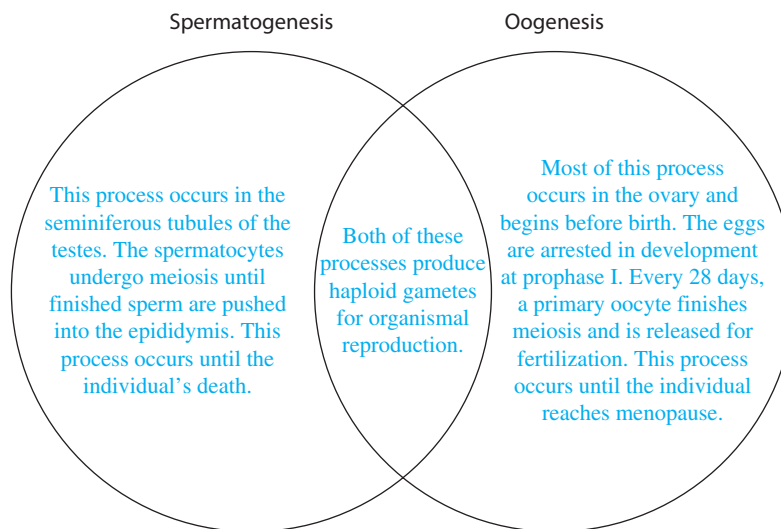 Spermatogenesis
Oogenesis
This process occurs in the
seminiferous tubules of the
testes. The spermatocytes
undergo meiosis until
finished sperm are pushed
into the epididymis. This
process occurs until the
individual’s death.
Both of these
processes produce
haploid gametes
for organismal
reproduction.
Most of this process
occurs in the ovary and
begins before birth. The eggs
are arrested in development
at prophase I. Every 28 days,
a primary oocyte finishes
meiosis and is released for
fertilization. This process
occurs until the individual
reaches menopause.